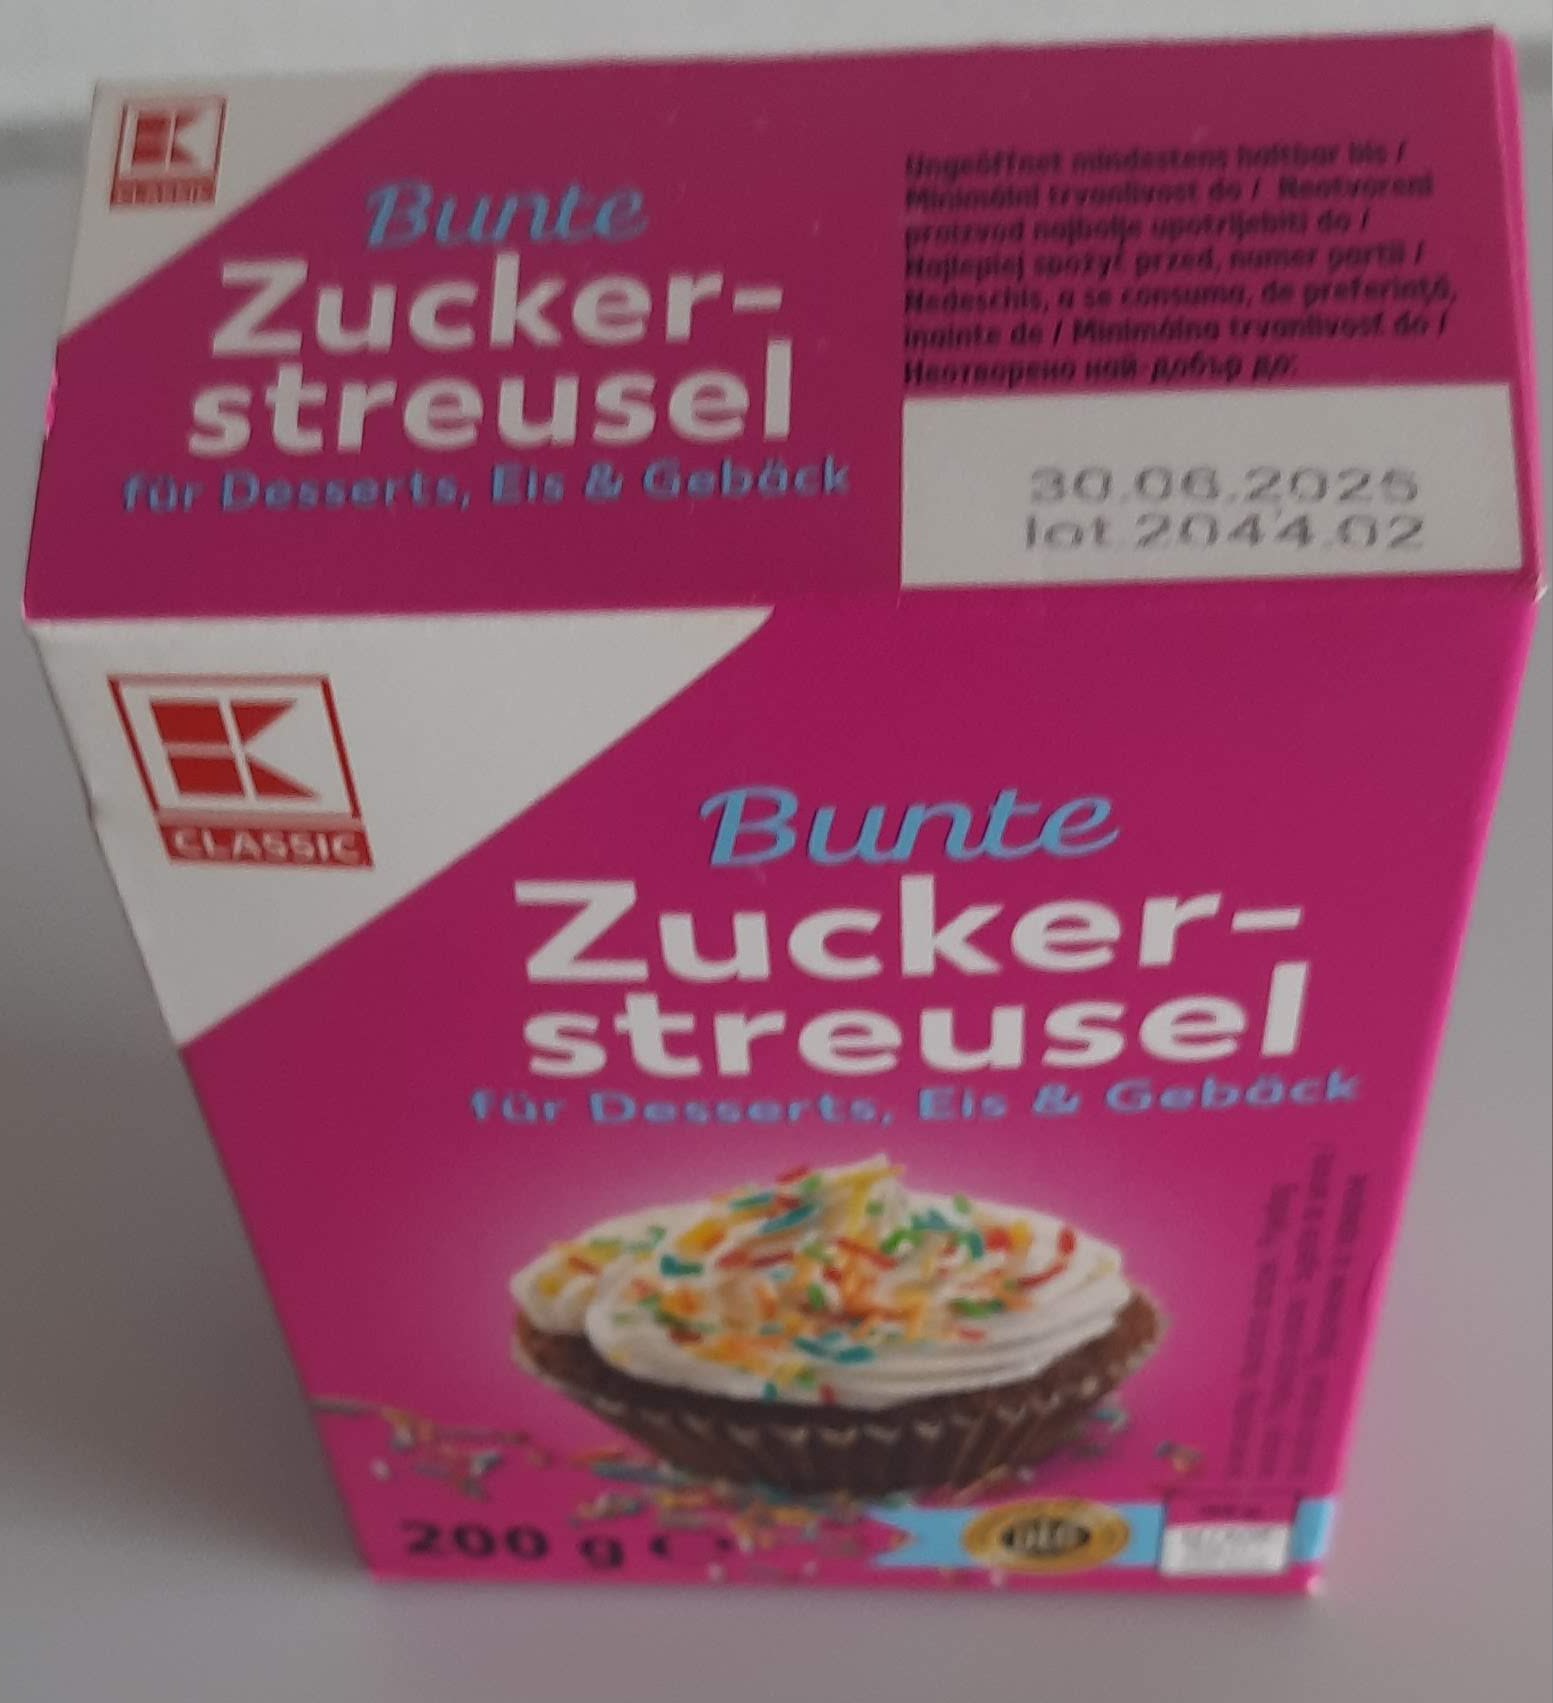 Bunte
Zucker-
streusel
für Desserts, Eis & Gebäck
Ungeöffnet mindestens haltbar bis /
Minimální trvanlivost do / Neotvoreni
proizvod najbolje upotrijebiti do /
Najlepiej spożyć przed, numer partii /
Nedeschis, a se consuma, de preferință,
înainte de / Minimálna trvanlivosť do /
Неотворено най-добър до:
30.06.2025
lot 2044.02
K
CLASSIC
Bunte
Zucker-
streusel
für Desserts, Eis & Gebäck
200 g
DLG